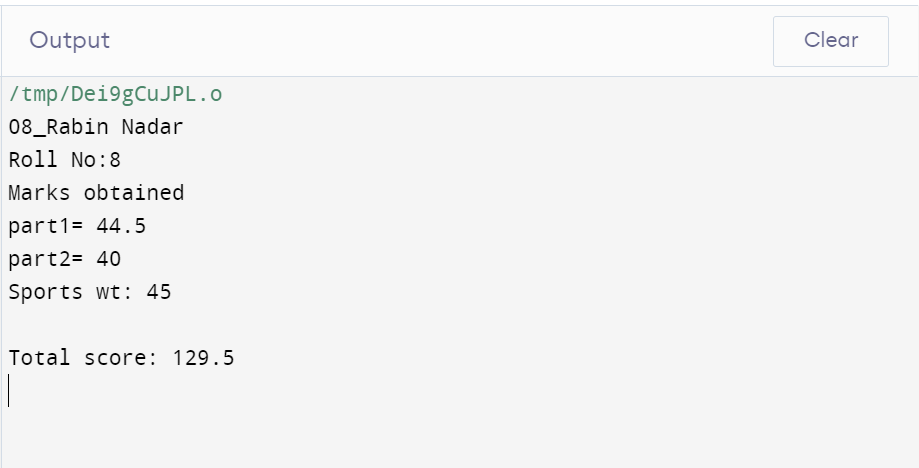 Output
Clear
/tmp/Dei9gCuJPL.o
08_Rabin Nadar
Roll No:8
Marks obtained
part1= 44.5
part2= 40
Sports wt: 45
Total score: 129.5